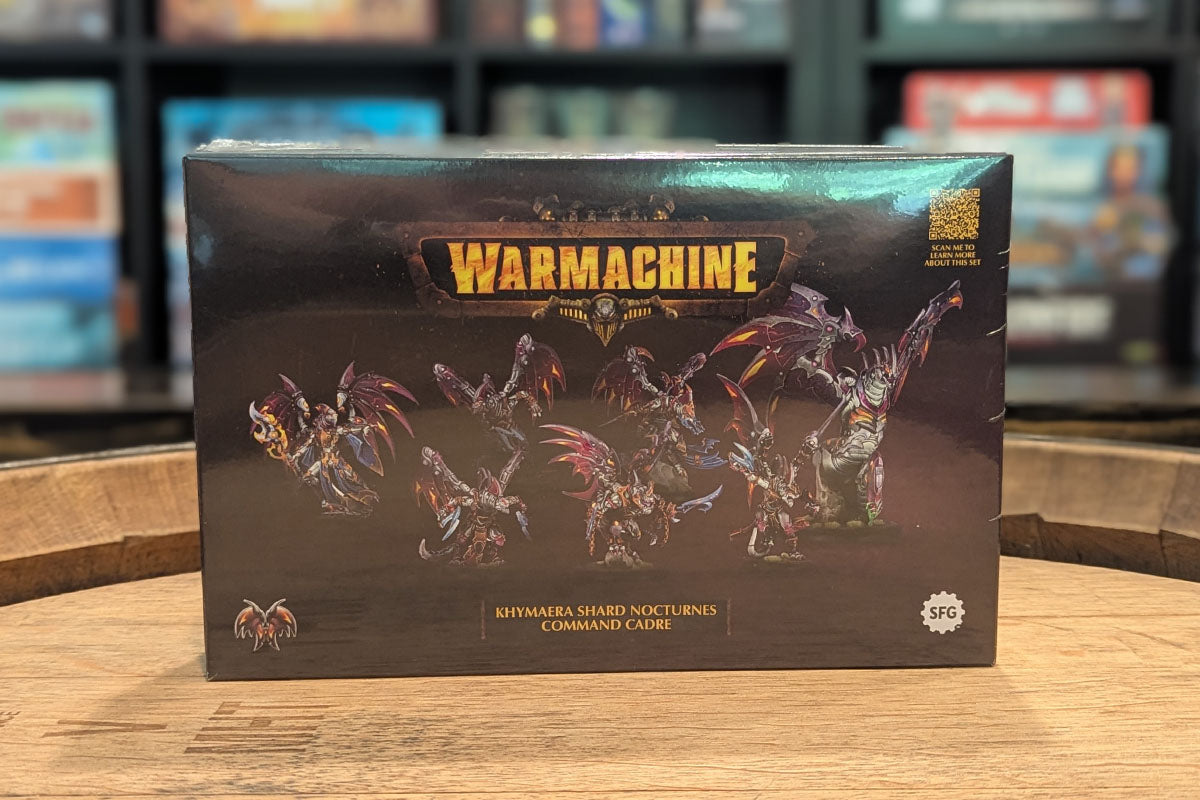 WARMACHINE
SCAN ME TO
LEARN MORE
ABOUT THIS SET
KHYMAERA SHARD NOCTURNES
COMMAND CADRE
SFG